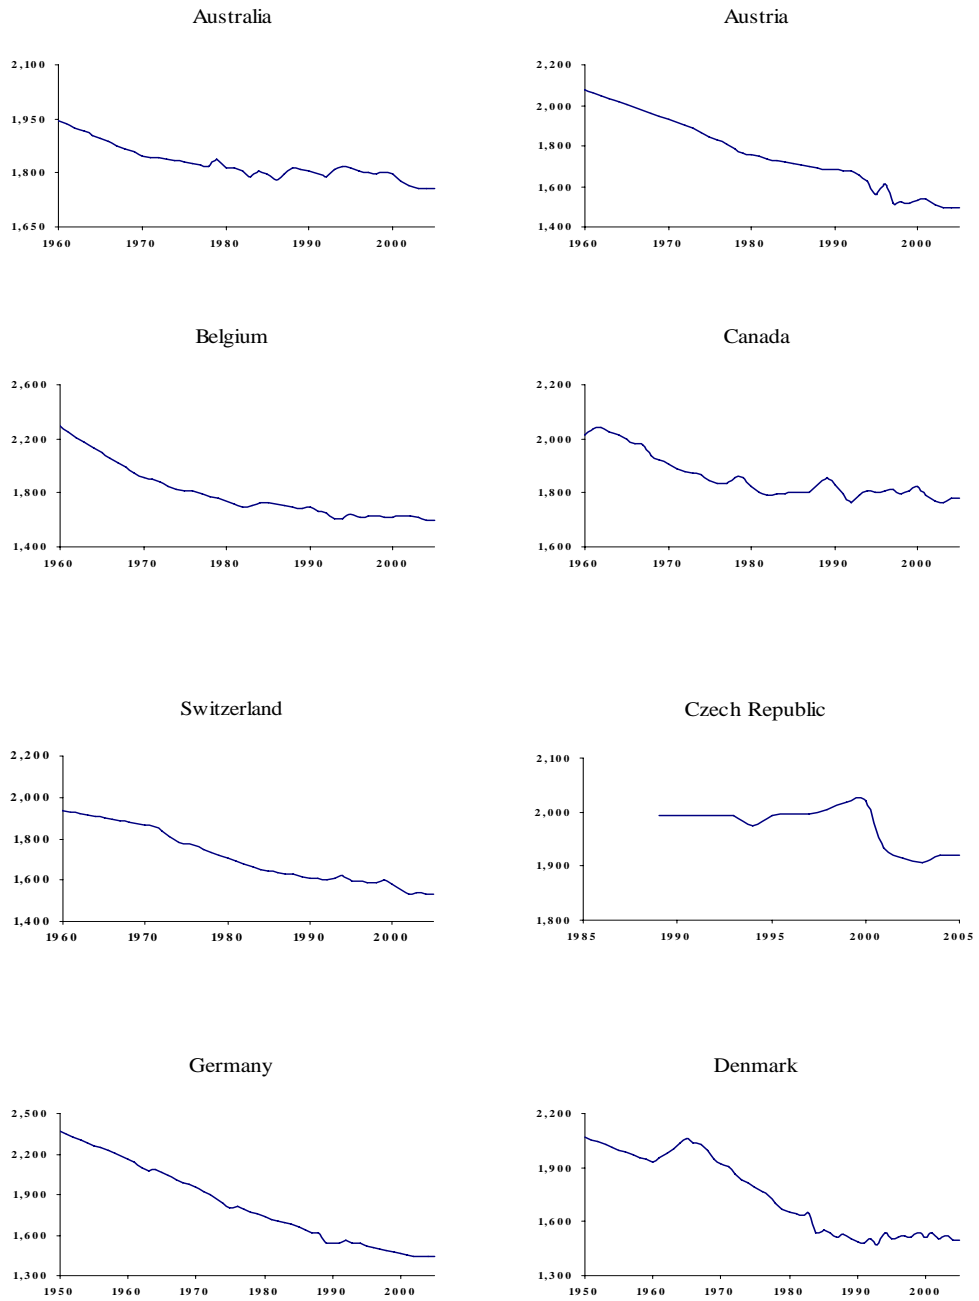 Australia
2,100
1,950
1,800
1,650
1960 1970 1980 1990 2000
Austria
2,200
2,000
1,800
1,600
1,400
1960 1970 1980 1990 2000
Belgium
2,600
2,200
1,800
1,400
1960 1970 1980 1990 2000
Canada
2,200
2,000
1,800
1,600
1960 1970 1980 1990 2000
Switzerland
2,200
2,000
1,800
1,600
1,400
1960 1970 1980 1990 2000
Czech Republic
2,100
2,000
1,900
1,800
1985 1990 1995 2000 2005
Germany
2,500
2,200
1,900
1,600
1,300
1950 1960 1970 1980 1990 2000
Denmark
2,200
1,900
1,600
1,300
1950 1960 1970 1980 1990 2000